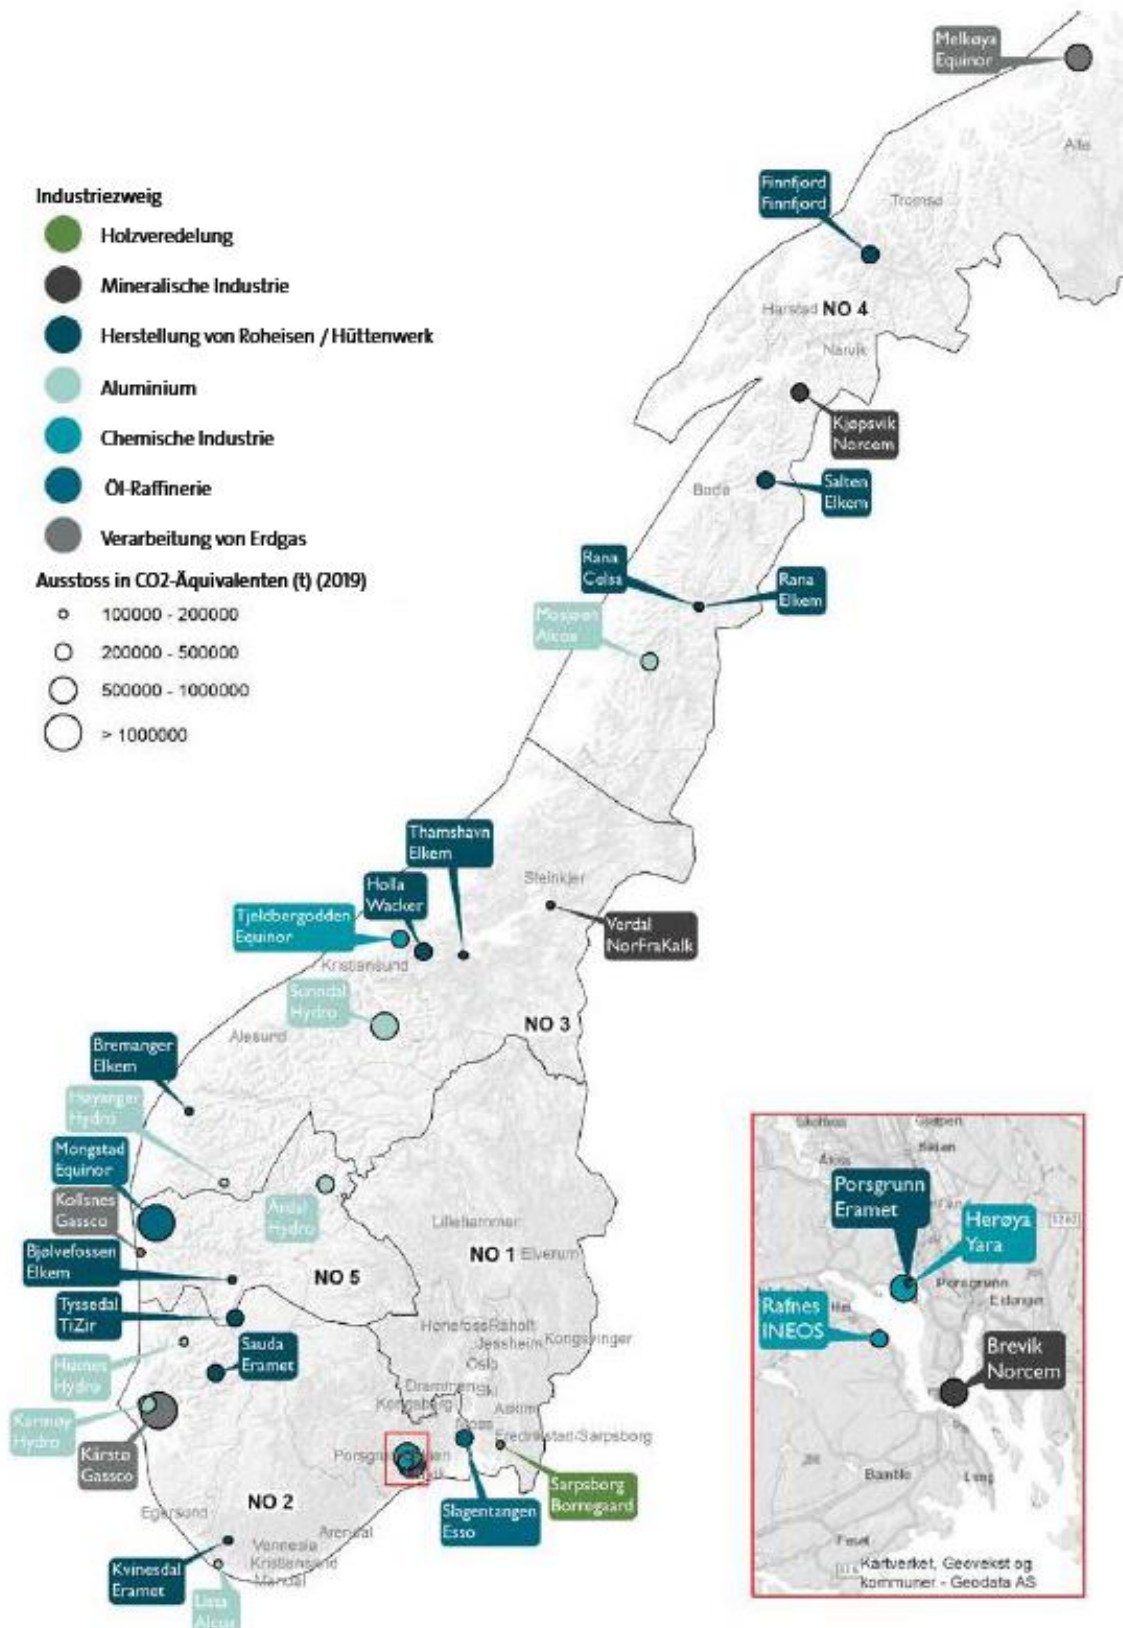 Industriezweig
Holzveredelung
Mineralische Industrie
Herstellung von Roheisen / Hüttenwerk
Aluminium
Chemische Industrie
Öl-Raffinerie
Verarbeitung von Erdgas
Ausstoss in CO2-Äquivalenten (t) (2019)
100000 - 200000
200000 - 500000
500000 - 1000000
> 1000000
Melkøya
Equinor
Alta
Finnfjord
Finnfjord
Tromsø
Harstad
NO 4
Narvik
Kjøpsvik
Norcem
Bodø
Salten
Elkem
Rana
Celsa
Rana
Elkem
Mosjøen
Alcoa
Thamshavn
Elkem
Steinkjer
Holla
Wacker
Tjeldbergodden
Equinor
Verdal
NorFraKalk
Kristiansund
Sunndal
Hydro
NO 3
Ålesund
Bremanger
Elkem
Høyanger
Hydro
Mongstad
Equinor
Kollsnes
Gassco
Årdal
Hydro
Lillehammer
NO 1
Elverum
Bjølvefossen
Elkem
NO 5
Tyssedal
TiZir
Sauda
Eramet
Hønefoss
Råholt
Jessheim
Kongsvinger
Oslo
Husnes
Hydro
Drammen
Ski
Kongsberg
Askim
Karmøy
Hydro
Moss
Fredrikstad/Sarpsborg
Kårstø
Gassco
Sarpsborg
Borregaard
NO 2
Slagentangen
Esso
Egersund
Arendal
Vennesla
Kristiansand
Mandal
Kvinesdal
Eramet
Lista
Alcoa
Skien
Porsgrunn
Eramet
Herøya
Yara
Porsgrunn
Eidanger
Rafnes
INEOS
Brevik
Norcem
Bamble
Kartverket, Geovekst og
kommuner - Geodata AS